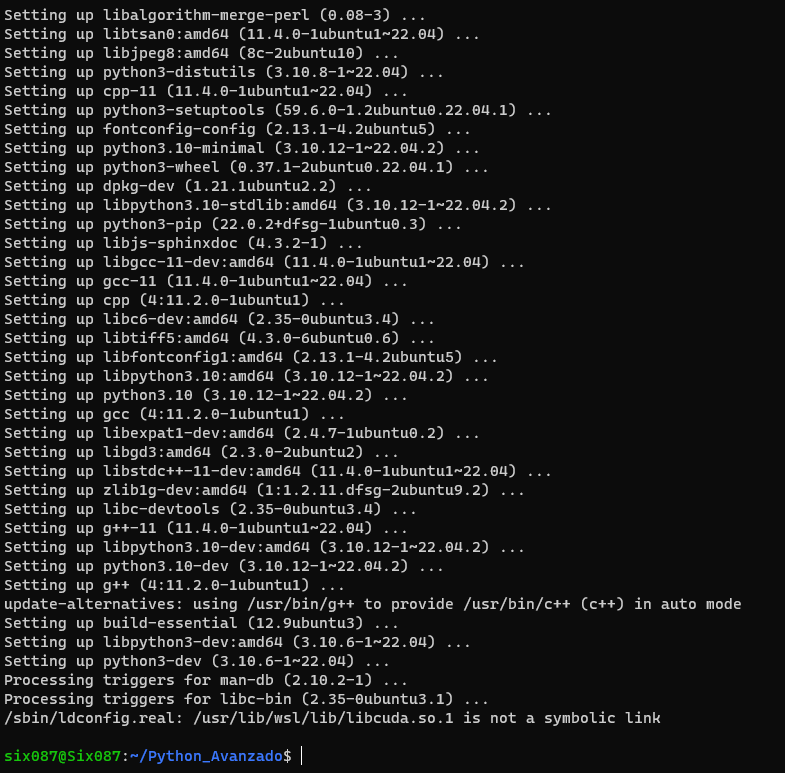 Setting up libalgorithm-merge-perl (0.08-3) ...
Setting up libtsan0:amd64 (11.4.0-1ubuntu1~22.04) ...
Setting up libjpeg8:amd64 (8c-2ubuntu10) ...
Setting up python3-distutils (3.10.8-1~22.04) ...
Setting up cpp-11 (11.4.0-1ubuntu1~22.04) ...
Setting up python3-setuptools (59.6.0-1.2ubuntu0.22.04.1) ...
Setting up fontconfig-config (2.13.1-4.2ubuntu5) ...
Setting up python3.10-minimal (3.10.12-1~22.04.2) ...
Setting up python3-wheel (0.37.1-2ubuntu0.22.04.1) ...
Setting up dpkg-dev (1.21.1ubuntu2.2) ...
Setting up libpython3.10-stdlib:amd64 (3.10.12-1~22.04.2) ...
Setting up python3-pip (22.0.2+dfsg-1ubuntu0.3) ...
Setting up libjs-sphinxdoc (4.3.2-1) ...
Setting up libgcc-11-dev:amd64 (11.4.0-1ubuntu1~22.04) ...
Setting up gcc-11 (11.4.0-1ubuntu1~22.04) ...
Setting up cpp (4:11.2.0-1ubuntu1) ...
Setting up libc6-dev:amd64 (2.35-0ubuntu3.4) ...
Setting up libtiff5:amd64 (4.3.0-6ubuntu0.6) ...
Setting up libfontconfig1:amd64 (2.13.1-4.2ubuntu5) ...
Setting up libpython3.10:amd64 (3.10.12-1~22.04.2) ...
Setting up python3.10 (3.10.12-1~22.04.2) ...
Setting up gcc (4:11.2.0-1ubuntu1) ...
Setting up libexpat1-dev:amd64 (2.4.7-1ubuntu0.2) ...
Setting up libgd3:amd64 (2.3.0-2ubuntu2) ...
Setting up libstdc++-11-dev:amd64 (11.4.0-1ubuntu1~22.04) ...
Setting up zlib1g-dev:amd64 (1:1.2.11.dfsg-2ubuntu9.2) ...
Setting up libc-devtools (2.35-0ubuntu3.4) ...
Setting up g++-11 (11.4.0-1ubuntu1~22.04) ...
Setting up libpython3.10-dev:amd64 (3.10.12-1~22.04.2) ...
Setting up python3.10-dev (3.10.12-1~22.04.2) ...
Setting up g++ (4:11.2.0-1ubuntu1) ...
update-alternatives: using /usr/bin/g++ to provide /usr/bin/c++ (c++) in auto mode
Setting up build-essential (12.9ubuntu3) ...
Setting up libpython3-dev:amd64 (3.10.6-1~22.04) ...
Setting up python3-dev (3.10.6-1~22.04) ...
Processing triggers for man-db (2.10.2-1) ...
Processing triggers for libc-bin (2.35-0ubuntu3.1) ...
/sbin/ldconfig.real: /usr/lib/wsl/lib/libcuda.so.1 is not a symbolic link
six087@Six087:~/Python_Avanzado$